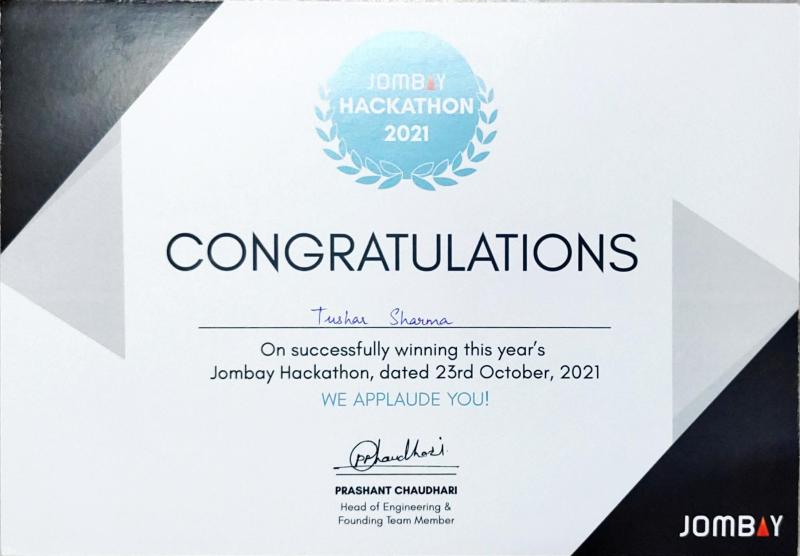 JOMBAY
HACKATHON
2021
CONGRATULATIONS
Tushar Sharma
On successfully winning this year's
Jombay Hackathon, dated 23rd October, 2021
WE APPLAUDE YOU!
PPhaudhari
PRASHANT CHAUDHARI
Head of Engineering &
Founding Team Member
JOMBAY